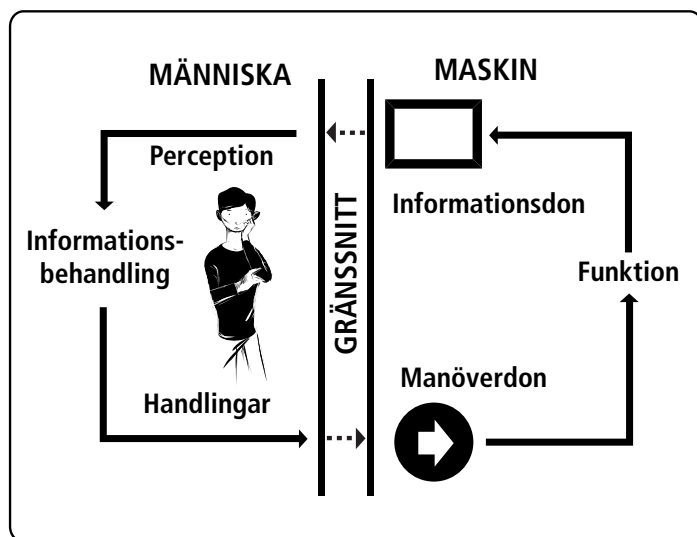 MÄNNISKA
MASKIN
Perception
Informationsdon
Informations-
behandling
GRÄNSSNITT
Funktion
Manöverdon
Handlingar